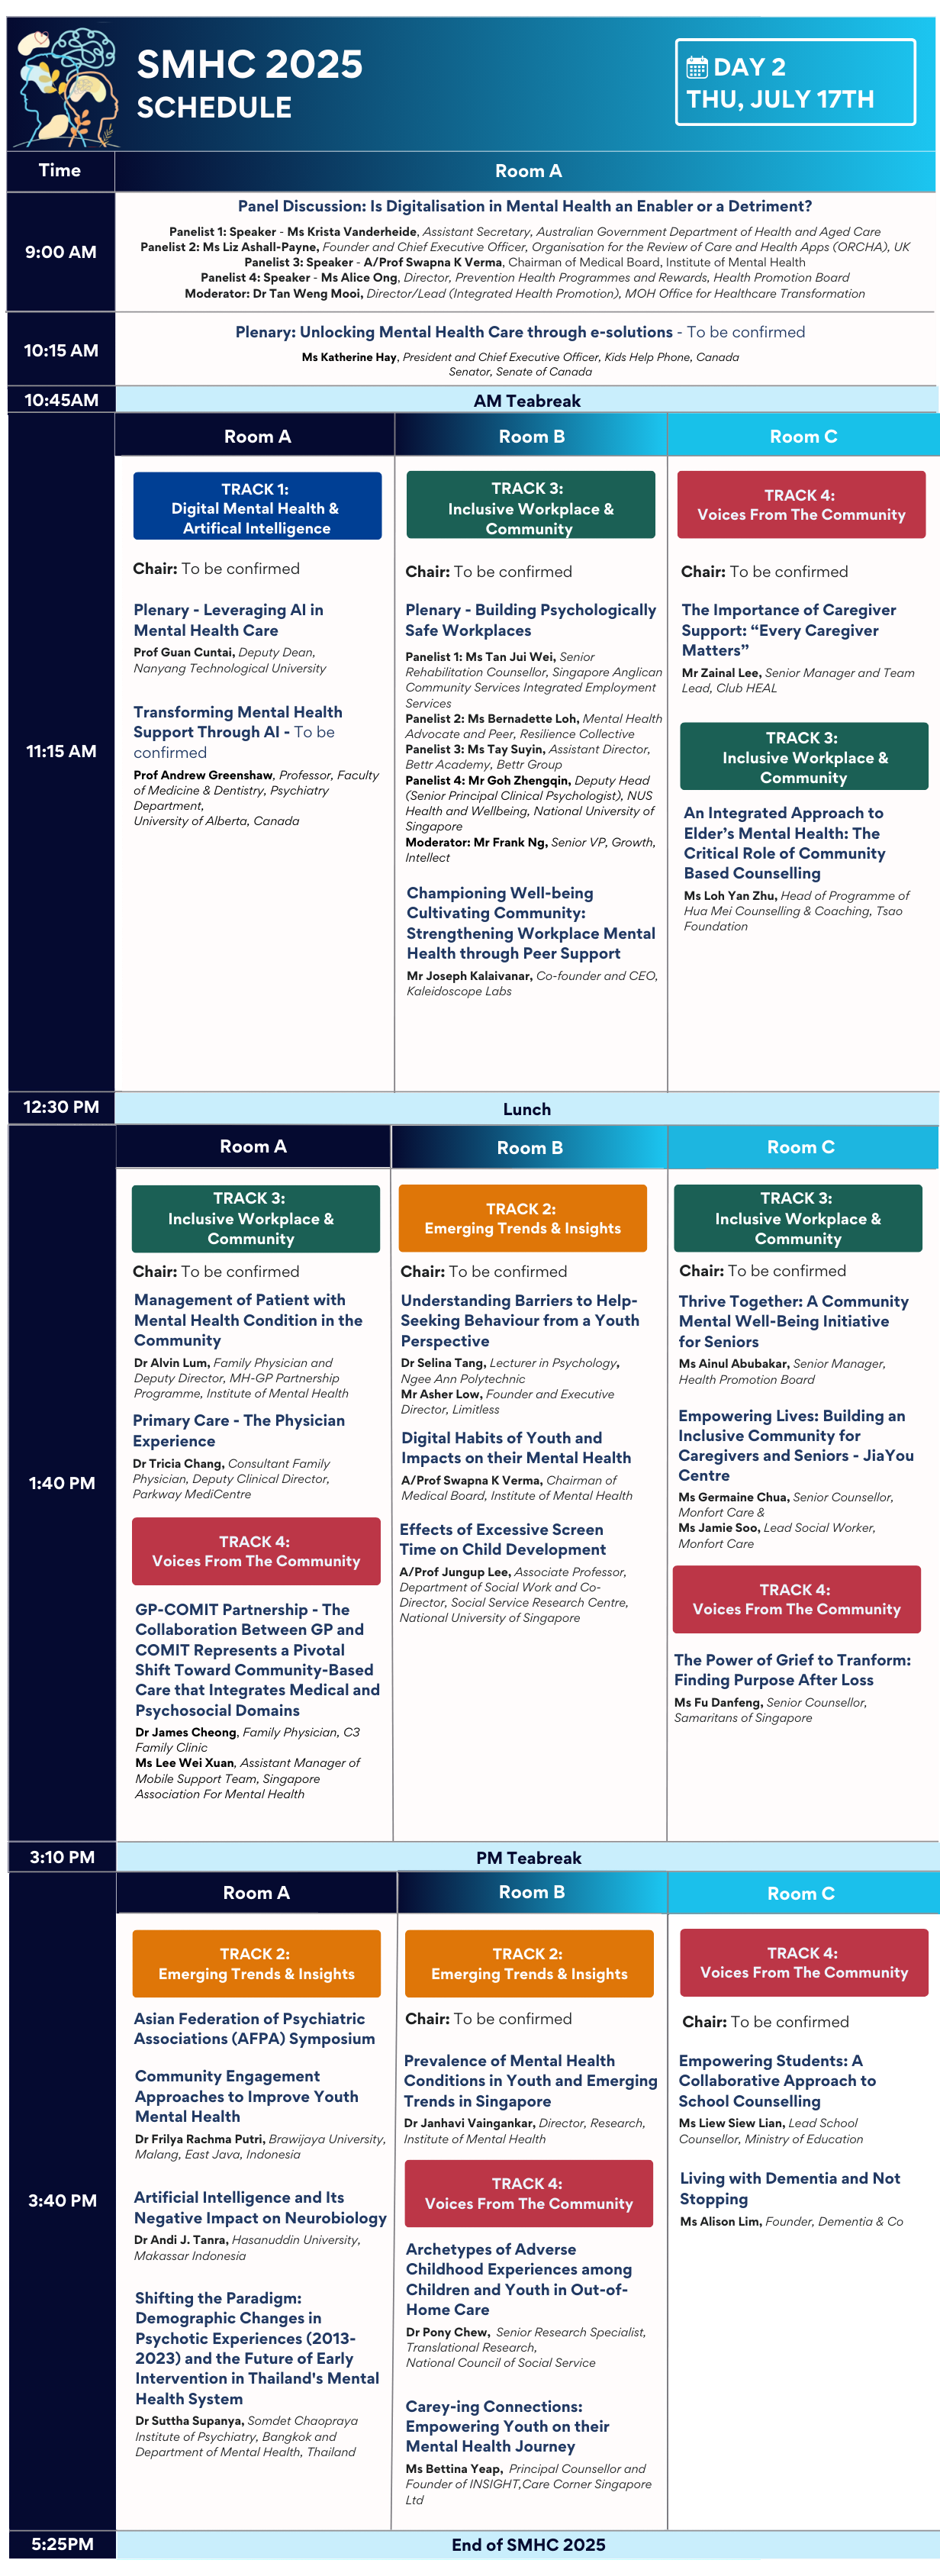 SMHC 2025
SCHEDULE
DAY 2
THU, JULY 17TH
Time
Room A
9:00 AM
Panel Discussion: Is Digitalisation in Mental Health an Enabler or a Detriment?
Panelist 1: Speaker - Ms Krista Vanderheide, Assistant Secretary, Australian Government Department of Health and Aged Care
Panelist 2: Ms Liz Ashall-Payne, Founder and Chief Executive Officer, Organisation for the Review of Care and Health Apps (ORCHA), UK
Panelist 3: Speaker - A/Prof Swapna K Verma, Chairman of Medical Board, Institute of Mental Health
Panelist 4: Speaker - Ms Alice Ong, Director, Prevention Health Programmes and Rewards, Health Promotion Board
Moderator: Dr Tan Weng Mooi, Director/Lead (Integrated Health Promotion), MOH Office for Healthcare Transformation
10:15 AM
Plenary: Unlocking Mental Health Care through e-solutions - To be confirmed
Ms Katherine Hay, President and Chief Executive Officer, Kids Help Phone, Canada
Senator, Senate of Canada
10:45AM
AM Teabreak
Room A
Room B
Room C
11:15 AM
TRACK 1:
Digital Mental Health &
Artifical Intelligence
Chair: To be confirmed
Plenary - Leveraging AI in
Mental Health Care
Prof Guan Cuntai, Deputy Dean,
Nanyang Technological University
Transforming Mental Health
Support Through AI - To be
confirmed
Prof Andrew Greenshaw, Professor, Faculty
of Medicine & Dentistry, Psychiatry
Department,
University of Alberta, Canada
TRACK 3:
Inclusive Workplace &
Community
Chair: To be confirmed
Plenary - Building Psychologically
Safe Workplaces
Panelist 1: Ms Tan Jui Wei, Senior
Rehabilitation Counsellor, Singapore Anglican
Community Services Integrated Employment
Services
Panelist 2: Ms Bernadette Loh, Mental Health
Advocate and Peer, Resilience Collective
Panelist 3: Ms Tay Suyin, Assistant Director,
Bettr Academy, Bettr Group
Panelist 4: Mr Goh Zhengqin, Deputy Head
(Senior Principal Clinical Psychologist), NUS
Health and Wellbeing, National University of
Singapore
Moderator: Mr Frank Ng, Senior VP, Growth,
Intellect
Championing Well-being
Cultivating Community:
Strengthening Workplace Mental
Health through Peer Support
Mr Joseph Kalaivanar, Co-founder and CEO,
Kaleidoscope Labs
TRACK 4:
Voices From The Community
Chair: To be confirmed
The Importance of Caregiver
Support: “Every Caregiver
Matters”
Mr Zainal Lee, Senior Manager and Team
Lead, Club HEAL
TRACK 3:
Inclusive Workplace &
Community
An Integrated Approach to
Elder’s Mental Health: The
Critical Role of Community
Based Counselling
Ms Loh Yan Zhu, Head of Programme of
Hua Mei Counselling & Coaching, Tsao
Foundation
12:30 PM
Lunch
Room A
Room B
Room C
1:40 PM
TRACK 3:
Inclusive Workplace &
Community
Chair: To be confirmed
Management of Patient with
Mental Health Condition in the
Community
Dr Alvin Lum, Family Physician and
Deputy Director, MH-GP Partnership
Programme, Institute of Mental Health
Primary Care - The Physician
Experience
Dr Tricia Chang, Consultant Family
Physician, Deputy Clinical Director,
Parkway MediCentre
TRACK 4:
Voices From The Community
GP-COMIT Partnership - The
Collaboration Between GP and
COMIT Represents a Pivotal
Shift Toward Community-Based
Care that Integrates Medical and
Psychosocial Domains
Dr James Cheong, Family Physician, C3
Family Clinic
Ms Lee Wei Xuan, Assistant Manager of
Mobile Support Team, Singapore
Association For Mental Health
TRACK 2:
Emerging Trends & Insights
Chair: To be confirmed
Understanding Barriers to Help-
Seeking Behaviour from a Youth
Perspective
Dr Selina Tang, Lecturer in Psychology,
Ngee Ann Polytechnic
Mr Asher Low, Founder and Executive
Director, Limitless
Digital Habits of Youth and
Impacts on their Mental Health
A/Prof Swapna K Verma, Chairman of
Medical Board, Institute of Mental Health
Effects of Excessive Screen
Time on Child Development
A/Prof Jungup Lee, Associate Professor,
Department of Social Work and Co-
Director, Social Service Research Centre,
National University of Singapore
TRACK 3:
Inclusive Workplace &
Community
Chair: To be confirmed
Thrive Together: A Community
Mental Well-Being Initiative
for Seniors
Ms Ainul Abubakar, Senior Manager,
Health Promotion Board
Empowering Lives: Building an
Inclusive Community for
Caregivers and Seniors - JiaYou
Centre
Ms Germaine Chua, Senior Counsellor,
Monfort Care &
Ms Jamie Soo, Lead Social Worker,
Monfort Care
TRACK 4:
Voices From The Community
The Power of Grief to Tranform:
Finding Purpose After Loss
Ms Fu Danfeng, Senior Counsellor,
Samaritans of Singapore
3:10 PM
PM Teabreak
Room A
Room B
Room C
3:40 PM
TRACK 2:
Emerging Trends & Insights
Asian Federation of Psychiatric
Associations (AFPA) Symposium
Community Engagement
Approaches to Improve Youth
Mental Health
Dr Frilya Rachma Putri, Brawijaya University,
Malang, East Java, Indonesia
Artificial Intelligence and Its
Negative Impact on Neurobiology
Dr Andi J. Tanra, Hasanuddin University,
Makassar Indonesia
Shifting the Paradigm:
Demographic Changes in
Psychotic Experiences (2013-
2023) and the Future of Early
Intervention in Thailand's Mental
Health System
Dr Suttha Supanya, Somdet Chaopraya
Institute of Psychiatry, Bangkok and
Department of Mental Health, Thailand
TRACK 2:
Emerging Trends & Insights
Chair: To be confirmed
Prevalence of Mental Health
Conditions in Youth and Emerging
Trends in Singapore
Dr Janhavi Vaingankar, Director, Research,
Institute of Mental Health
TRACK 4:
Voices From The Community
Archetypes of Adverse
Childhood Experiences among
Children and Youth in Out-of-
Home Care
Dr Pony Chew, Senior Research Specialist,
Translational Research,
National Council of Social Service
Carey-ing Connections:
Empowering Youth on their
Mental Health Journey
Ms Bettina Yeap, Principal Counsellor and
Founder of INSIGHT,Care Corner Singapore
Ltd
TRACK 4:
Voices From The Community
Chair: To be confirmed
Empowering Students: A
Collaborative Approach to
School Counselling
Ms Liew Siew Lian, Lead School
Counsellor, Ministry of Education
Living with Dementia and Not
Stopping
Ms Alison Lim, Founder, Dementia & Co
5:25PM
End of SMHC 2025